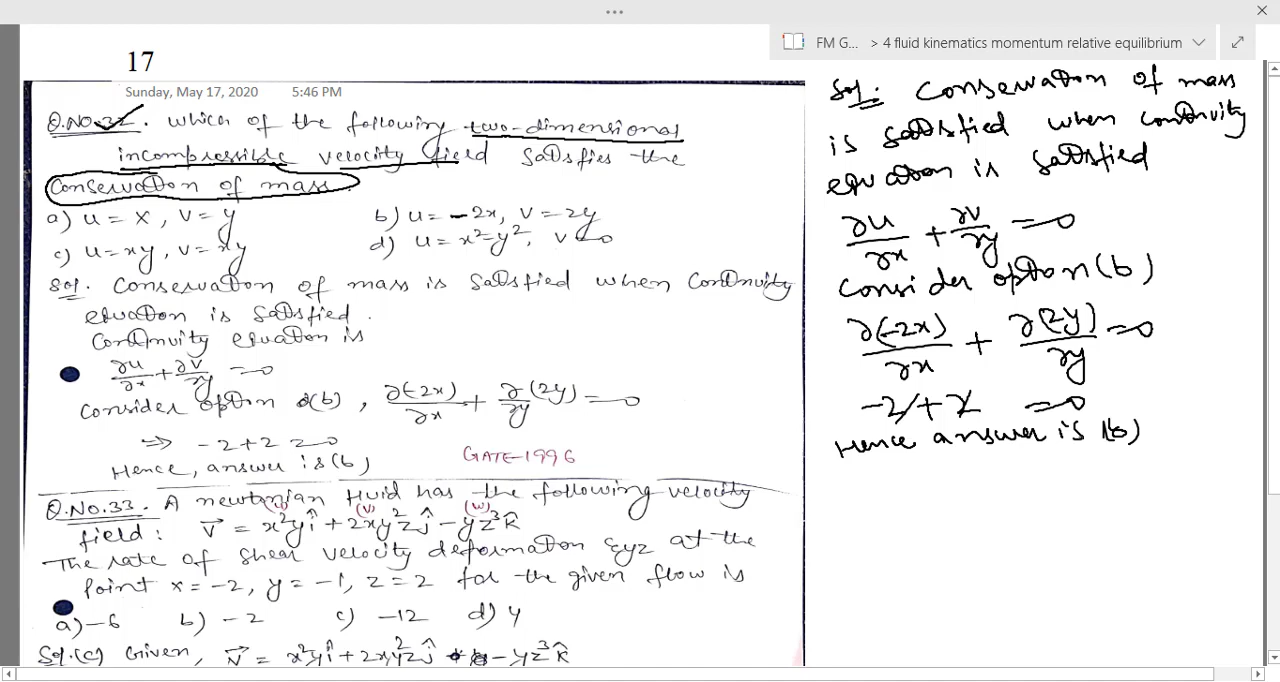 FM G... > 4 fluid kinematics momentum relative equilibrium
17
Sunday, May 17, 2020 5:46 PM
Q.No.32. which of the following two-dimensional
incompressible velocity field satisfies the
conservation of mass.
a) u = x, v = y b) u = -2x, v = 2y
c) u = xy, v = xy d) u = x²-y², v = 0
Sol. Conservation of mass is satisfied when continuity
equation is satisfied.
continuity equation is
∂u/∂x + ∂v/∂y = 0
Consider option (b), ∂(-2x)/∂x + ∂/∂y (2y) = 0
⇒ -2+2 = 0
Hence, answer is (b) GATE-1996
Q.No.33. A newtonian fluid has the following velocity
(u) (v) (w)
field: V⃗ = x²yî + 2xy²zĵ - yz³k̂
The rate of shear velocity deformation εyz at the
point x = -2, y = -1, z = 2 for the given flow is
a) -6 b) -2 c) -12 d) 4
Sol. (c) Given, V⃗ = x²yî + 2xy²zĵ - yz³k̂
Sol. Conservation of mass
is satisfied when continuity
equation is satisfied
∂u/∂x + ∂v/∂y = 0
Consider option (b)
∂(-2x)/∂x + ∂(2y)/∂y = 0
-2 + 2 = 0
Hence answer is (b)